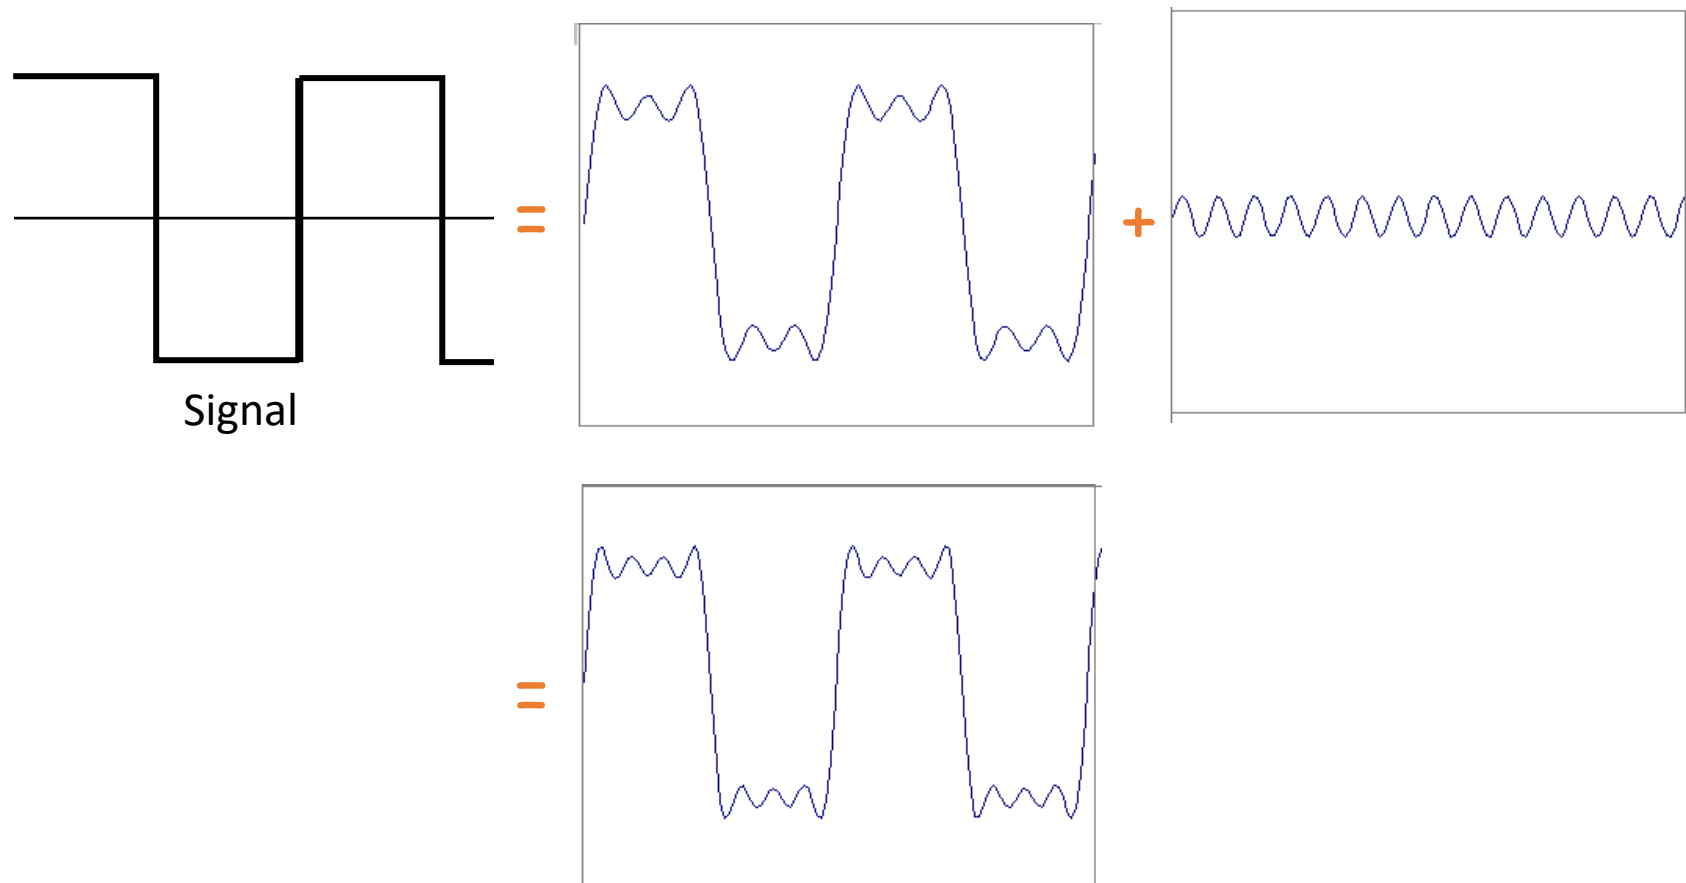 =
+
Signal
=